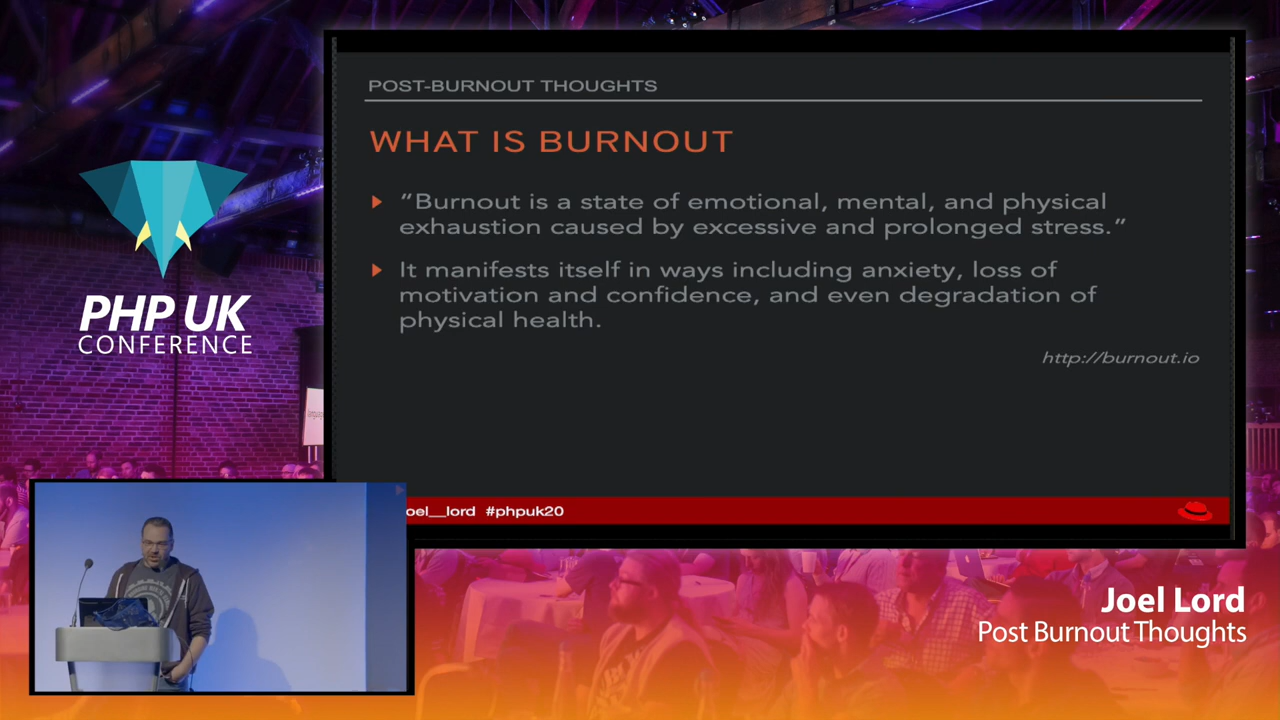 POST-BURNOUT THOUGHTS
WHAT IS BURNOUT
“Burnout is a state of emotional, mental, and physical
exhaustion caused by excessive and prolonged stress.”
It manifests itself in ways including anxiety, loss of
motivation and confidence, and even degradation of
physical health.
http://burnout.io
oel__lord #phpuk20
PHP UK
CONFERENCE
Joel Lord
Post Burnout Thoughts